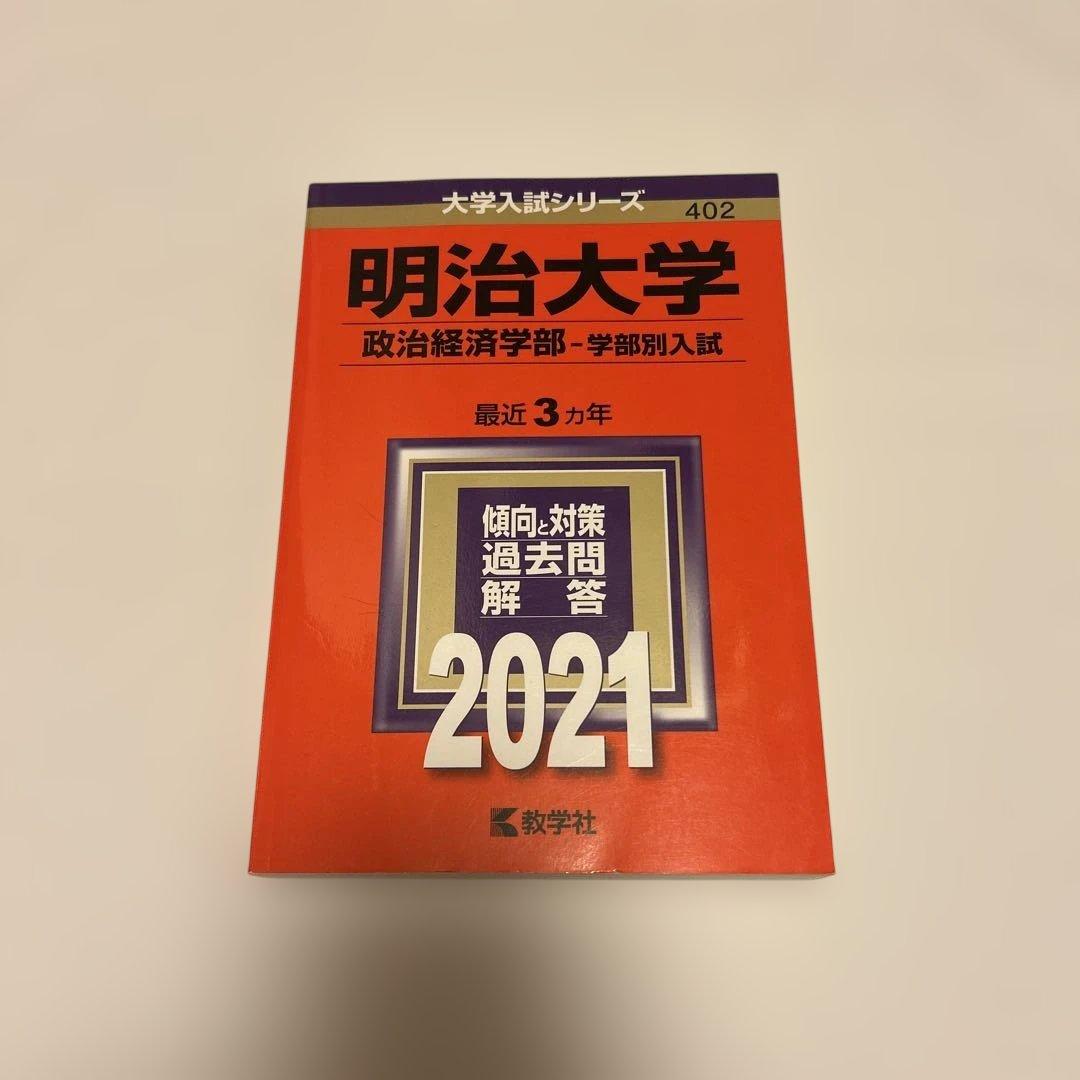 大学入試シリーズ
402
明治大学
政治経済学部-学部別入試
最近3カ年
傾向と対策
過去問
解答
2021
教学社